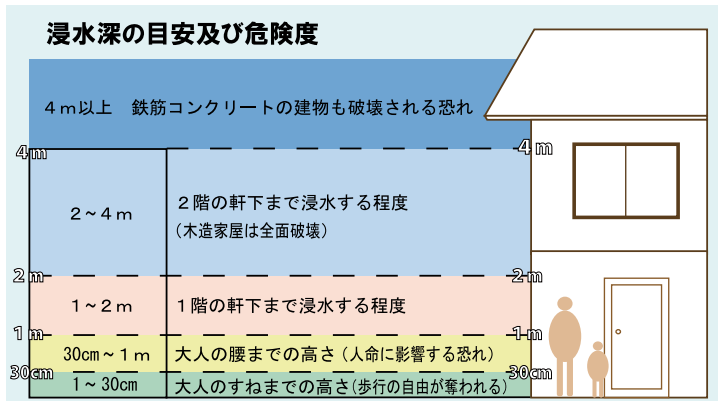 浸水深の目安及び危険度
4m以上　鉄筋コンクリートの建物も破壊される恐れ
4m
4m
2~4m
2階の軒下まで浸水する程度
(木造家屋は全面破壊)
2m
2m
1~2m
1階の軒下まで浸水する程度
1m
1m
30cm~1m
大人の腰までの高さ(人命に影響する恐れ)
30cm
30cm
1~30cm
大人のすねまでの高さ(歩行の自由が奪われる)